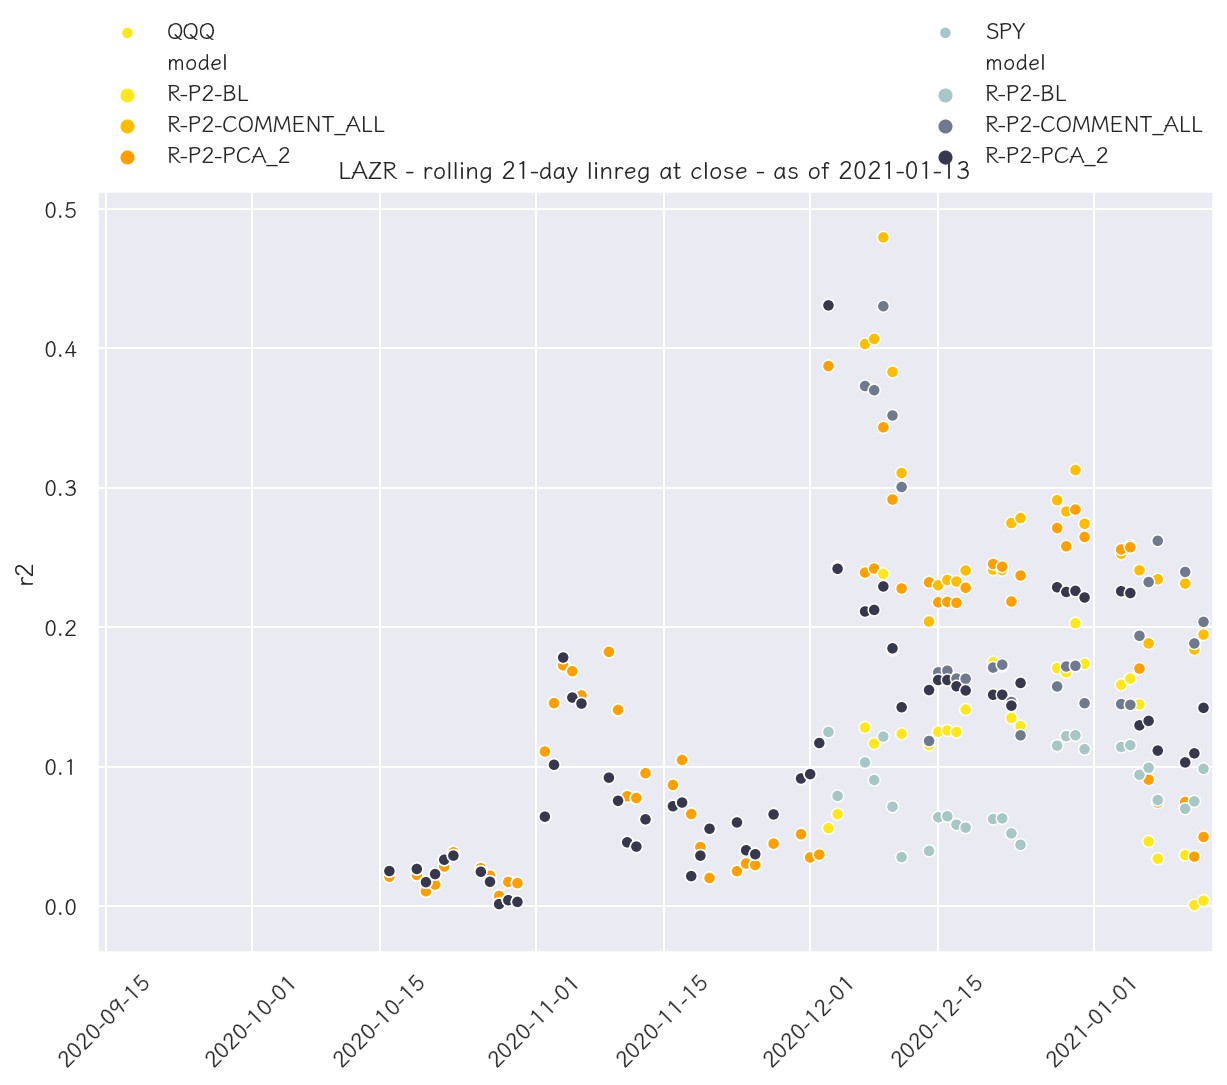 QQQ
model
R-P2-BL
R-P2-COMMENT_ALL
R-P2-PCA_2
SPY
model
R-P2-BL
R-P2-COMMENT_ALL
R-P2-PCA_2
LAZR - rolling 21-day linreg at close - as of 2021-01-13
0.5
0.4
0.3
0.2
0.1
0.0
r2
2020-09-15
2020-10-01
2020-10-15
2020-11-01
2020-11-15
2020-12-01
2020-12-15
2021-01-01